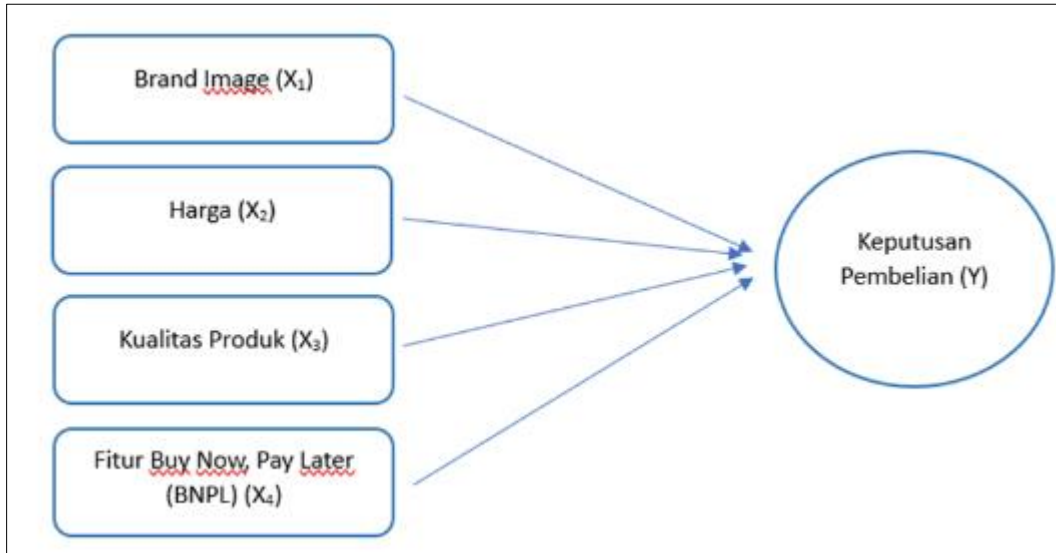 Brand Image (X₁)
Harga (X₂)
Kualitas Produk (X₃)
Fitur Buy Now, Pay Later
(BNPL) (X₄)
Keputusan
Pembelian (Y)